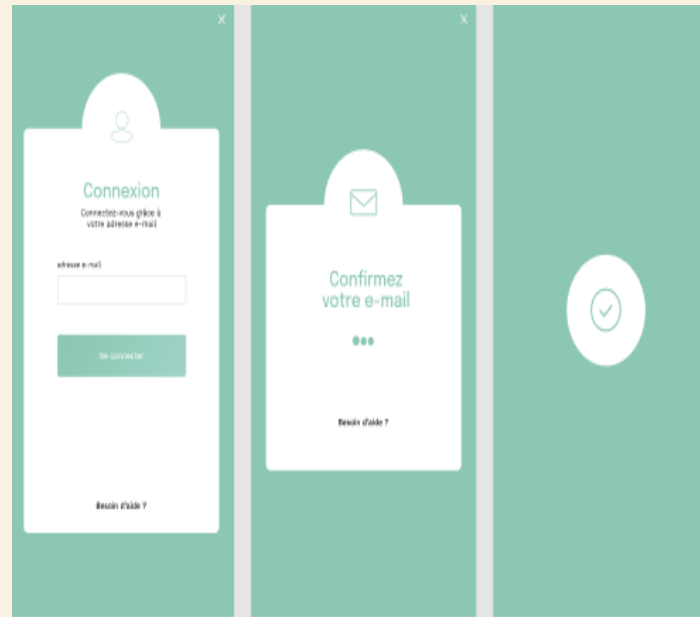 X
Connexion
Connectez-vous grâce à
votre adresse e-mail
adresse e-mail
Se connecter
Besoin d'aide ?
X
Confirmez
votre e-mail
Besoin d'aide ?